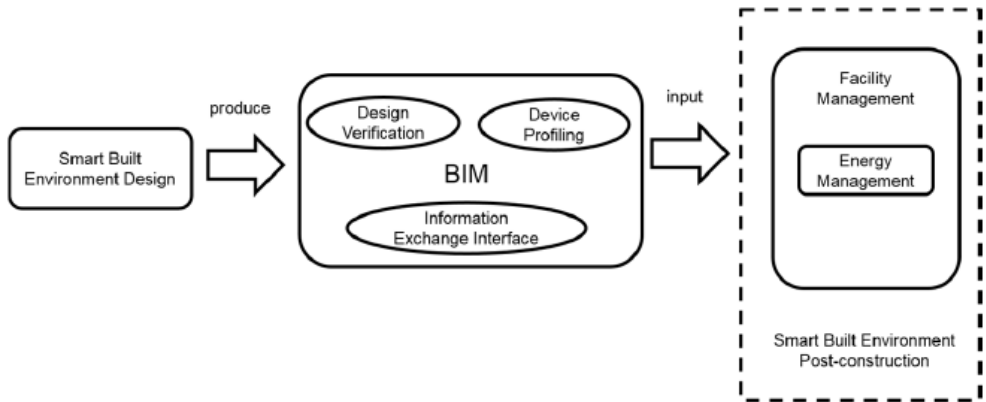 Smart Built
Environment Design
produce
Design
Verification
Device
Profiling
BIM
Information
Exchange Interface
input
Facility
Management
Energy
Management
Smart Built Environment
Post-construction